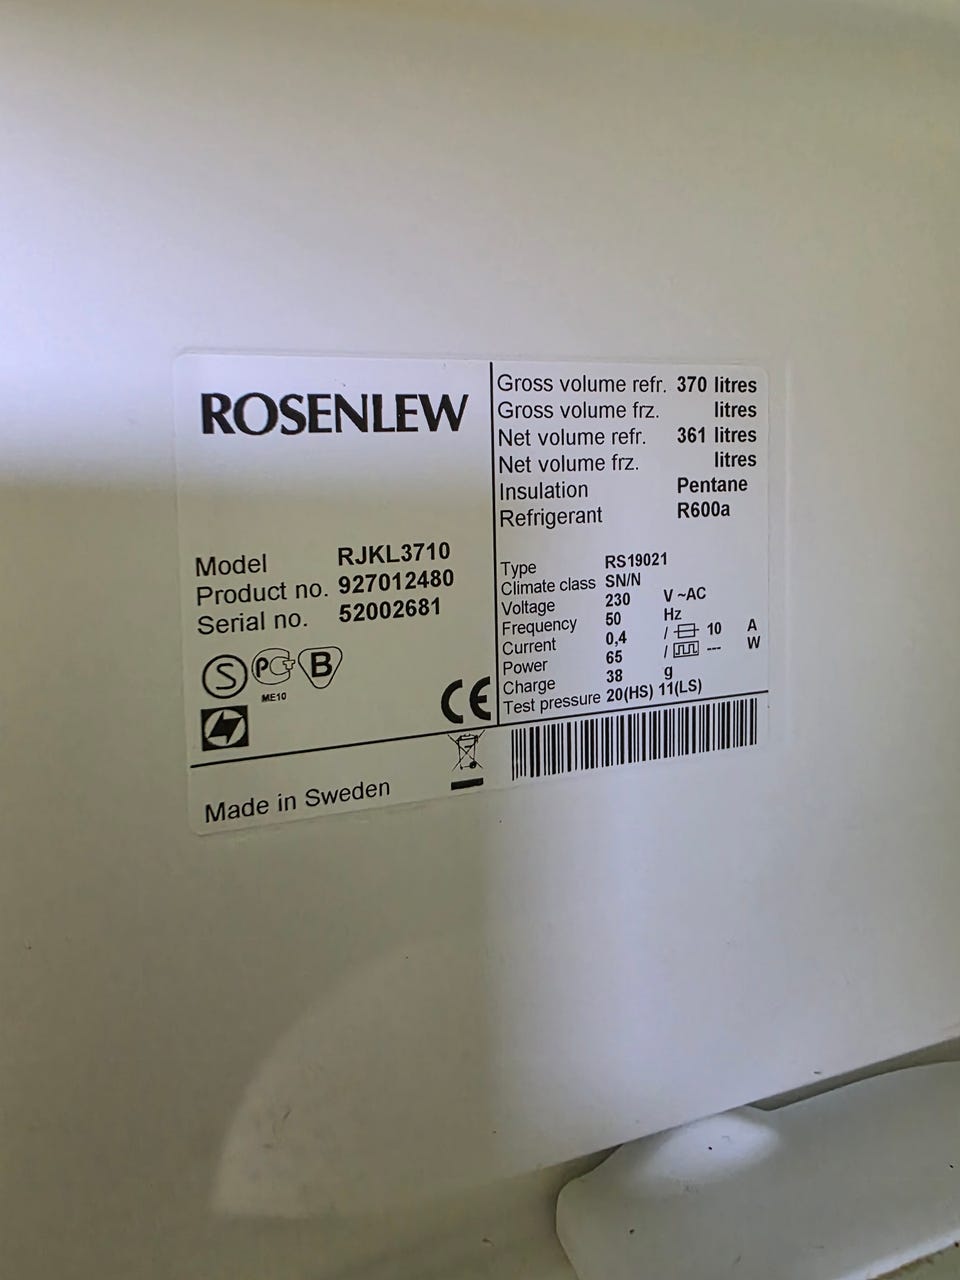 ROSENLEW
Model RJKL3710
Product no. 927012480
Serial no. 52002681
S PCT B
ME10
CE
Made in Sweden
Gross volume refr. 370 litres
Gross volume frz. litres
Net volume refr. 361 litres
Net volume frz. litres
Insulation Pentane
Refrigerant R600a
Type RS19021
Climate class SN/N
Voltage 230 V ~AC
Frequency 50 Hz
Current 0,4 / 10 A
Power 65 / --- W
Charge 38 g
Test pressure 20(HS) 11(LS)